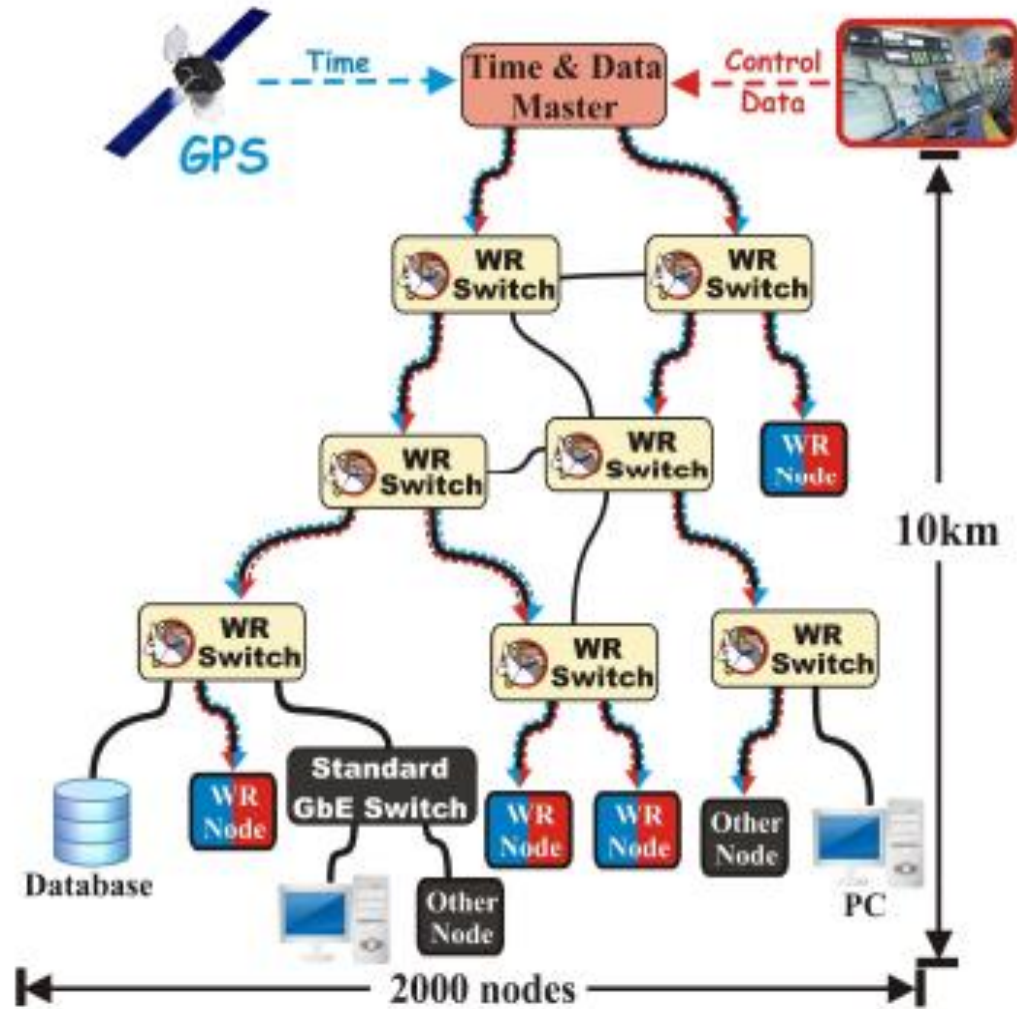 Time
Time & Data
Master
Control
Data
GPS
WR
Switch
WR
Switch
WR
Switch
WR
Switch
WR
Node
10km
WR
Switch
WR
Switch
WR
Switch
Database
WR
Node
Standard
GbE Switch
WR
Node
WR
Node
Other
Node
PC
Other
Node
2000 nodes